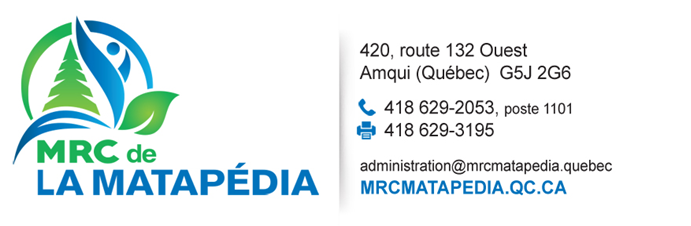 MRC de
LA MATAPÉDIA
420, route 132 Ouest
Amqui (Québec)  G5J 2G6
418 629-2053, poste 1101
418 629-3195
administration@mrcmatapedia.quebec
MRCMATAPEDIA.QC.CA